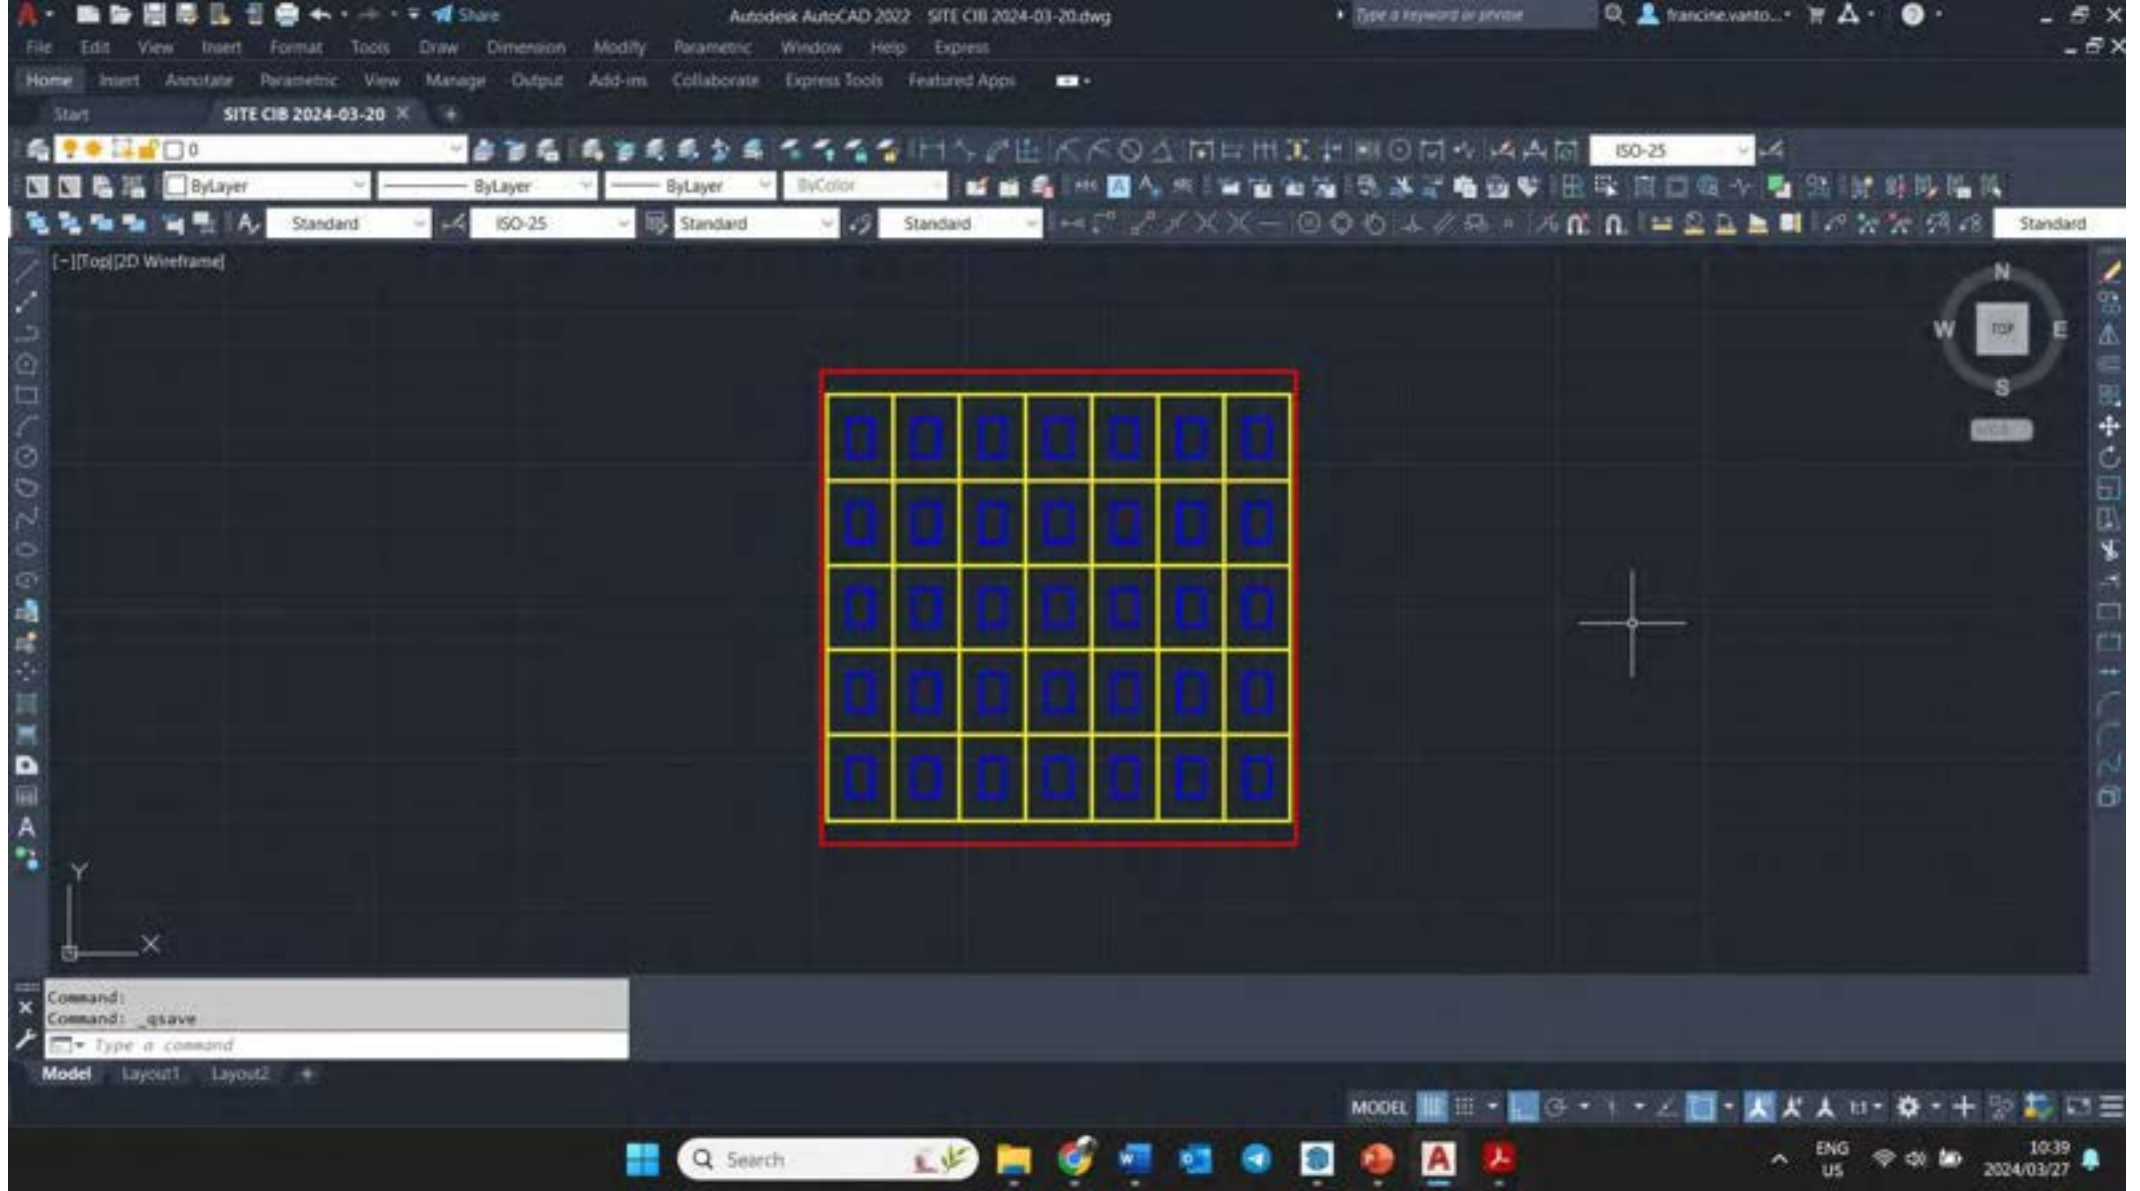 Share
Autodesk AutoCAD 2022 SITE CIB 2024-03-20.dwg
Type a keyword or phrase
francine.vanto...
File Edit View Insert Format Tools Draw Dimension Modify Parametric Window Help Express
Home Insert Annotate Parametric View Manage Output Add-ins Collaborate Express Tools Featured Apps
Start SITE CIB 2024-03-20
0 ISO-25
ByLayer ByLayer ByLayer ByColor
Standard ISO-25 Standard Standard Standard
[-][Top][2D Wireframe]
N
W TOP E
S
Y
X
Command:
Command: _qsave
Type a command
Model Layout1 Layout2
MODEL 1:1
Search
ENG
US
10:39
2024/03/27